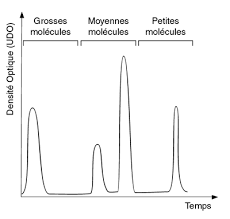 Grosses
molécules
Moyennes
molécules
Petites
molécules
Densité Optique (UDO)
Temps